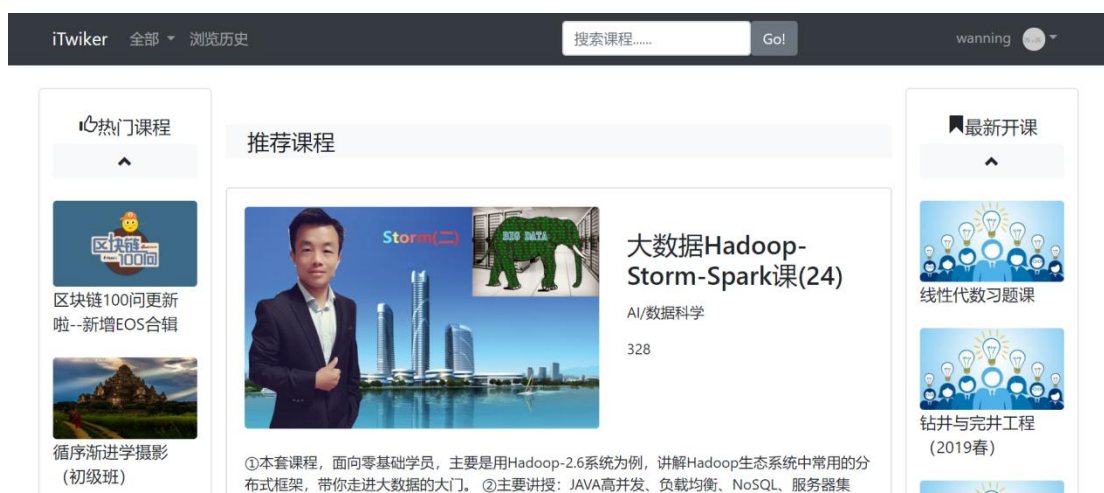 iTwiker 全部 浏览历史 搜索课程...... Go! wanning
热门课程
区块链
100问
区块链100问更新
啦--新增EOS合辑
循序渐进学摄影
（初级班）
推荐课程
Storm(二)
BIG DATA
大数据Hadoop-
Storm-Spark课(24)
AI/数据科学
328
①本套课程，面向零基础学员，主要是用Hadoop-2.6系统为例，讲解Hadoop生态系统中常用的分
布式框架，带你走进大数据的大门。 ②主要讲授：JAVA高并发、负载均衡、NoSQL、服务器集
最新开课
线性代数习题课
钻井与完井工程
（2019春）